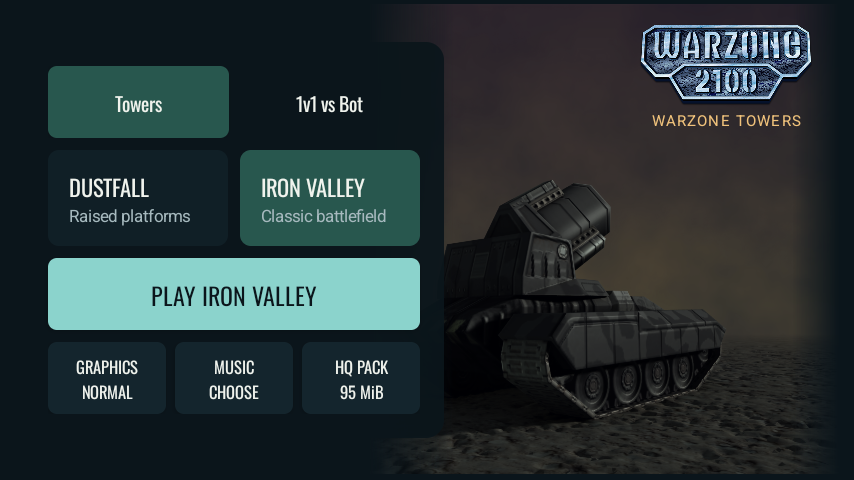 WARZONE
2100
WARZONE TOWERS
Towers
1v1 vs Bot
DUSTFALL
Raised platforms
IRON VALLEY
Classic battlefield
PLAY IRON VALLEY
GRAPHICS
NORMAL
MUSIC
CHOOSE
HQ PACK
95 MiB